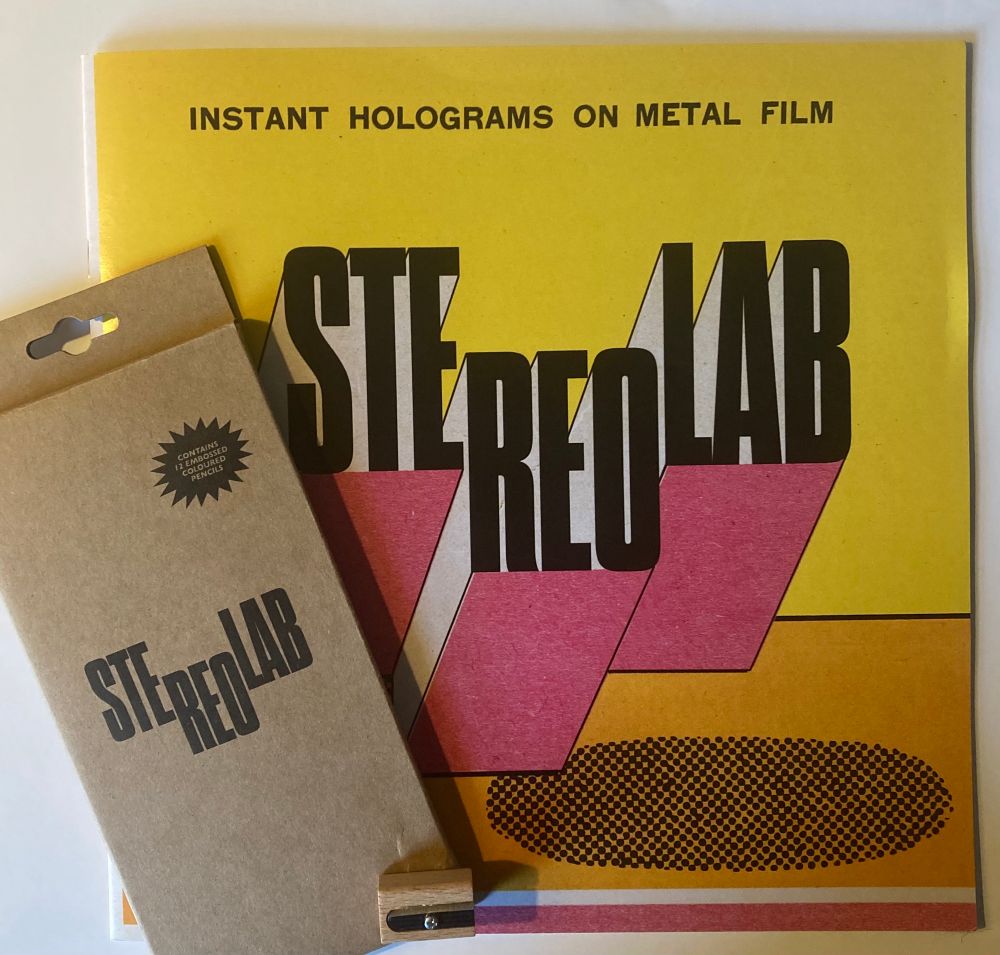 INSTANT HOLOGRAMS ON METAL FILM
STEREOLAB
CONTAINS
12 EMBOSSED
COLOURED
PENCILS
STEREOLAB